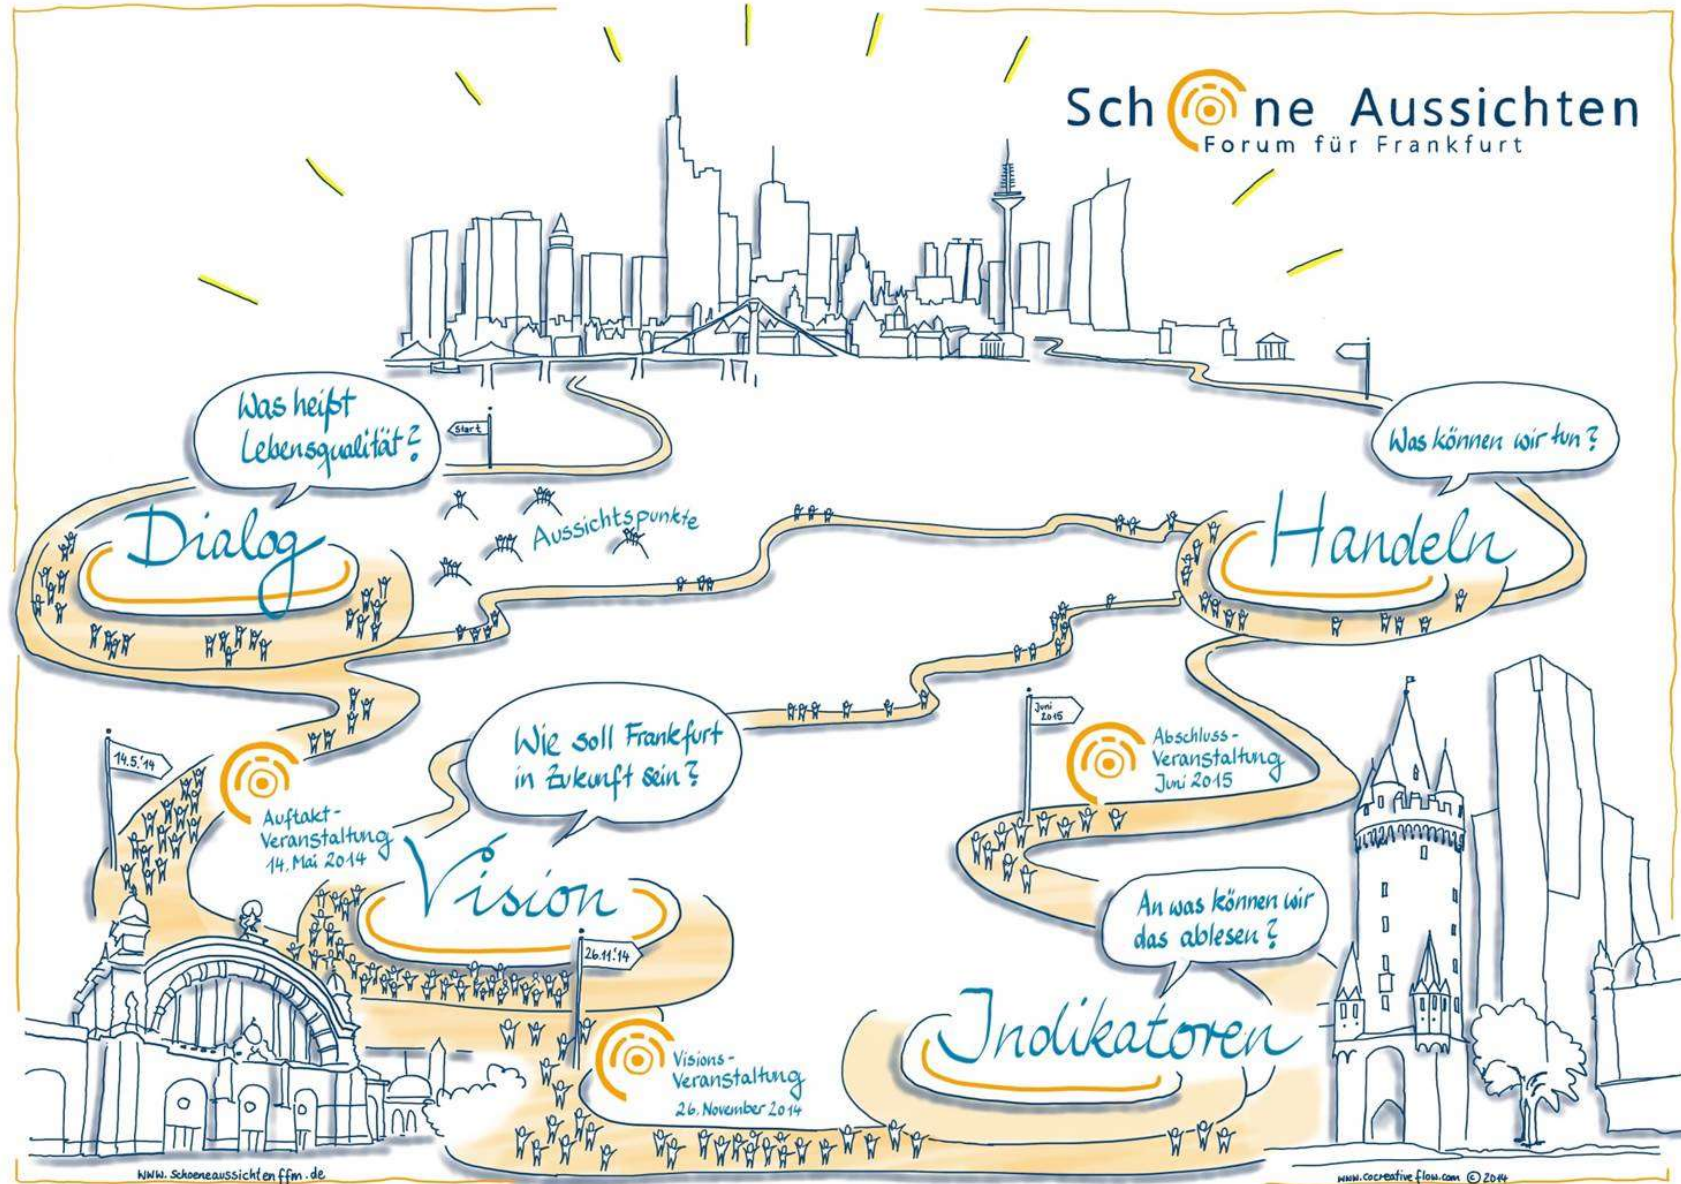 Schöne Aussichten
Forum für Frankfurt
Was heißt
Lebensqualität?
Start
Dialog
Aussichtspunkte
Was können wir tun?
Handeln
14.5.'14
Auftakt-
Veranstaltung
14. Mai 2014
Wie soll Frankfurt
in Zukunft sein?
Vision
26.11.'14
Visions-
Veranstaltung
26. November 2014
Juni
2015
Abschluss-
Veranstaltung
Juni 2015
An was können wir
das ablesen?
Indikatoren
www.schoeneaussichtenffm.de
www.cocreativeflow.com © 2014